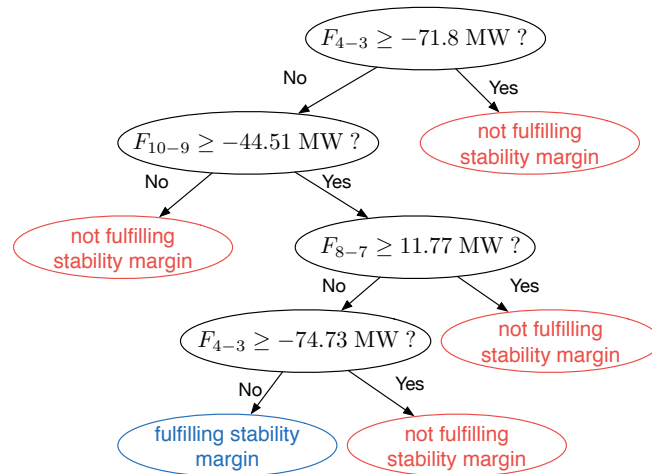 F₄₋₃ ≥ −71.8 MW ?
No
Yes
F₁₀₋₉ ≥ −44.51 MW ?
not fulfilling
stability margin
No
Yes
not fulfilling
stability margin
F₈₋₇ ≥ 11.77 MW ?
No
Yes
F₄₋₃ ≥ −74.73 MW ?
not fulfilling
stability margin
No
Yes
fulfilling stability
margin
not fulfilling
stability margin